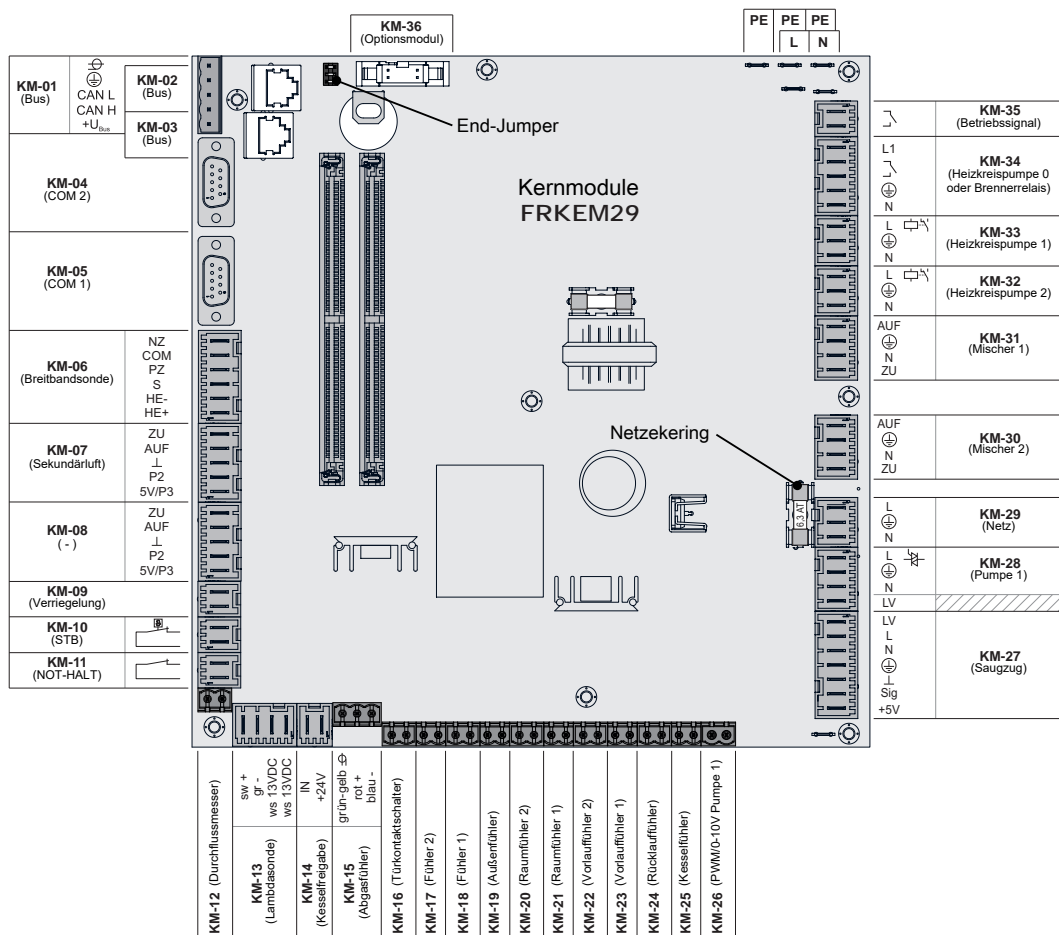 KM-36
(Optionsmodul)
PE PE PE
L N
KM-01
(Bus)
CAN L
CAN H
+U Bus
KM-02
(Bus)
KM-03
(Bus)
KM-04
(COM 2)
KM-05
(COM 1)
KM-06
(Breitbandsonde)
NZ
COM
PZ
S
HE-
HE+
KM-07
(Sekundärluft)
ZU
AUF
⊥
P2
5V/P3
KM-08
( - )
ZU
AUF
⊥
P2
5V/P3
KM-09
(Verriegelung)
KM-10
(STB)
KM-11
(NOT-HALT)
End-Jumper
Kernmodule
FRKEM29
Netzekering
6,3 AT
KM-35
(Betriebssignal)
L1
N
KM-34
(Heizkreispumpe 0
oder Brennerrelais)
L
N
KM-33
(Heizkreispumpe 1)
L
N
KM-32
(Heizkreispumpe 2)
AUF
N
ZU
KM-31
(Mischer 1)
AUF
N
ZU
KM-30
(Mischer 2)
L
N
KM-29
(Netz)
L
N
LV
KM-28
(Pumpe 1)
LV
L
N
⊥
Sig
+5V
KM-27
(Saugzug)
KM-12 (Durchflussmesser)
sw +
gr -
ws 13VDC
ws 13VDC
KM-13
(Lambdasonde)
IN
+24V
KM-14
(Kesselfreigabe)
grün-gelb
rot +
blau -
KM-15
(Abgasfühler)
KM-16 (Türkontaktschalter)
KM-17 (Fühler 2)
KM-18 (Fühler 1)
KM-19 (Außenfühler)
KM-20 (Raumfühler 2)
KM-21 (Raumfühler 1)
KM-22 (Vorlauffühler 2)
KM-23 (Vorlauffühler 1)
KM-24 (Rücklauffühler)
KM-25 (Kesselfühler)
KM-26 (PWM/0-10V Pumpe 1)